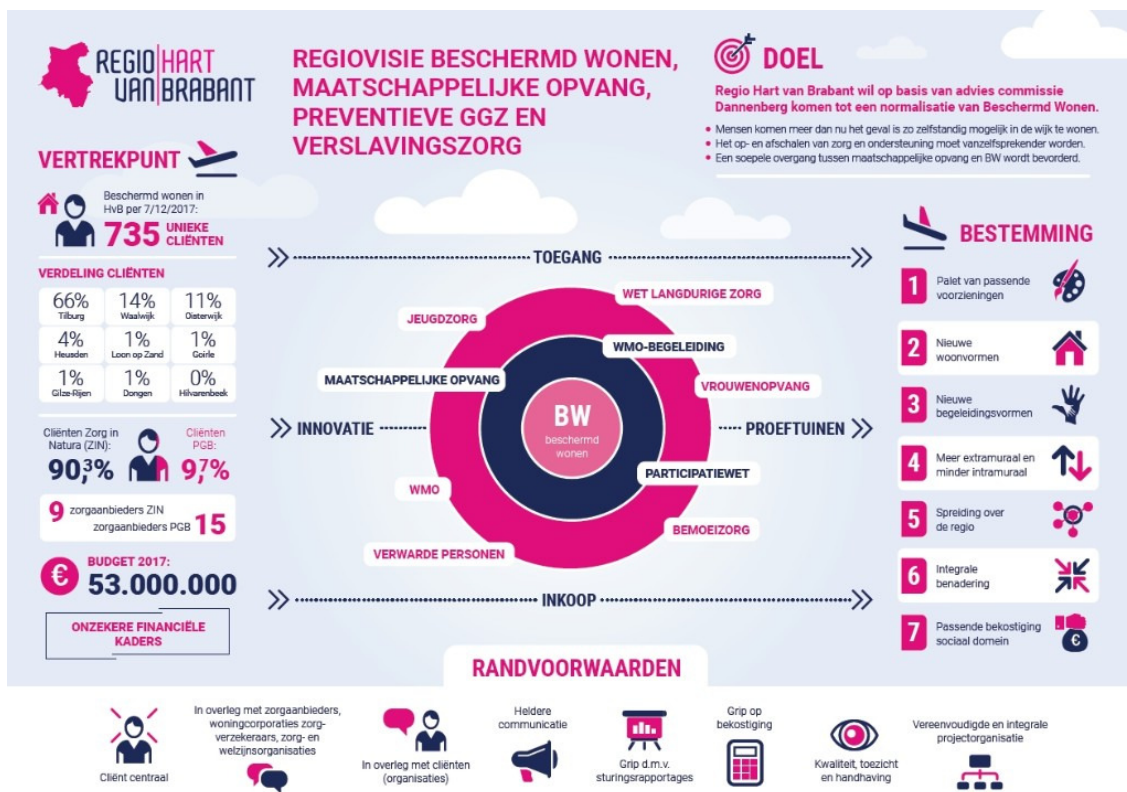 REGIO HART
VAN BRABANT
REGIOVISIE BESCHERMD WONEN,
MAATSCHAPPELIJKE OPVANG,
PREVENTIEVE GGZ EN
VERSLAVINGSZORG
DOEL
Regio Hart van Brabant wil op basis van advies commissie
Dannenberg komen tot een normalisatie van Beschermd Wonen.
• Mensen komen meer dan nu het geval is zo zelfstandig mogelijk in de wijk te wonen.
• Het op- en afschalen van zorg en ondersteuning moet vanzelfsprekender worden.
• Een soepele overgang tussen maatschappelijke opvang en BW wordt bevorderd.
VERTREKPUNT
Beschermd wonen in
HvB per 7/12/2017:
735 UNIEKE
CLIËNTEN
VERDELING CLIËNTEN
66%
Tilburg
14%
Waalwijk
11%
Oisterwijk
4%
Heusden
1%
Loon op Zand
1%
Goirle
1%
Gilze-Rijen
1%
Dongen
0%
Hilvarenbeek
Cliënten Zorg in
Natura (ZIN):
90,3%
Cliënten
PGB:
9,7%
9 zorgaanbieders ZIN
zorgaanbieders PGB 15
€
BUDGET 2017:
53.000.000
ONZEKERE FINANCIËLE
KADERS
TOEGANG
WET LANGDURIGE ZORG
JEUGDZORG
WMO-BEGELEIDING
MAATSCHAPPELIJKE OPVANG
VROUWENOPVANG
INNOVATIE
BW
beschermd
wonen
PROEFTUINEN
PARTICIPATIEWET
WMO
BEMOEIZORG
VERWARDE PERSONEN
INKOOP
BESTEMMING
1 Palet van passende
voorzieningen
2 Nieuwe
woonvormen
3 Nieuwe
begeleidingsvormen
4 Meer extramuraal en
minder intramuraal
5 Spreiding over
de regio
6 Integrale
benadering
7 Passende bekostiging
sociaal domein
€
RANDVOORWAARDEN
Cliënt centraal
In overleg met zorgaanbieders,
woningcorporaties zorg-
verzekeraars, zorg- en
welzijnsorganisaties
In overleg met cliënten
(organisaties)
Heldere
communicatie
Grip d.m.v.
sturingsrapportages
Grip op
bekostiging
Kwaliteit, toezicht
en handhaving
Vereenvoudigde en integrale
projectorganisatie